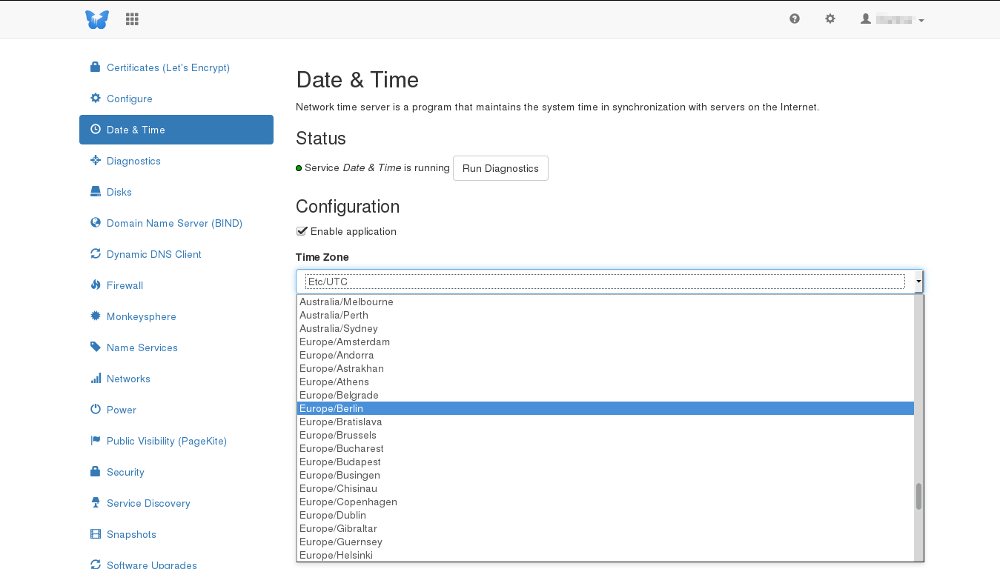 Certificates (Let's Encrypt)
Configure
Date & Time
Diagnostics
Disks
Domain Name Server (BIND)
Dynamic DNS Client
Firewall
Monkeysphere
Name Services
Networks
Power
Public Visibility (PageKite)
Security
Service Discovery
Snapshots
Software Upgrades
Date & Time
Network time server is a program that maintains the system time in synchronization with servers on the Internet.
Status
Service Date & Time is running Run Diagnostics
Configuration
Enable application
Time Zone
Etc/UTC
Australia/Melbourne
Australia/Perth
Australia/Sydney
Europe/Amsterdam
Europe/Andorra
Europe/Astrakhan
Europe/Athens
Europe/Belgrade
Europe/Berlin
Europe/Bratislava
Europe/Brussels
Europe/Bucharest
Europe/Budapest
Europe/Busingen
Europe/Chisinau
Europe/Copenhagen
Europe/Dublin
Europe/Gibraltar
Europe/Guernsey
Europe/Helsinki